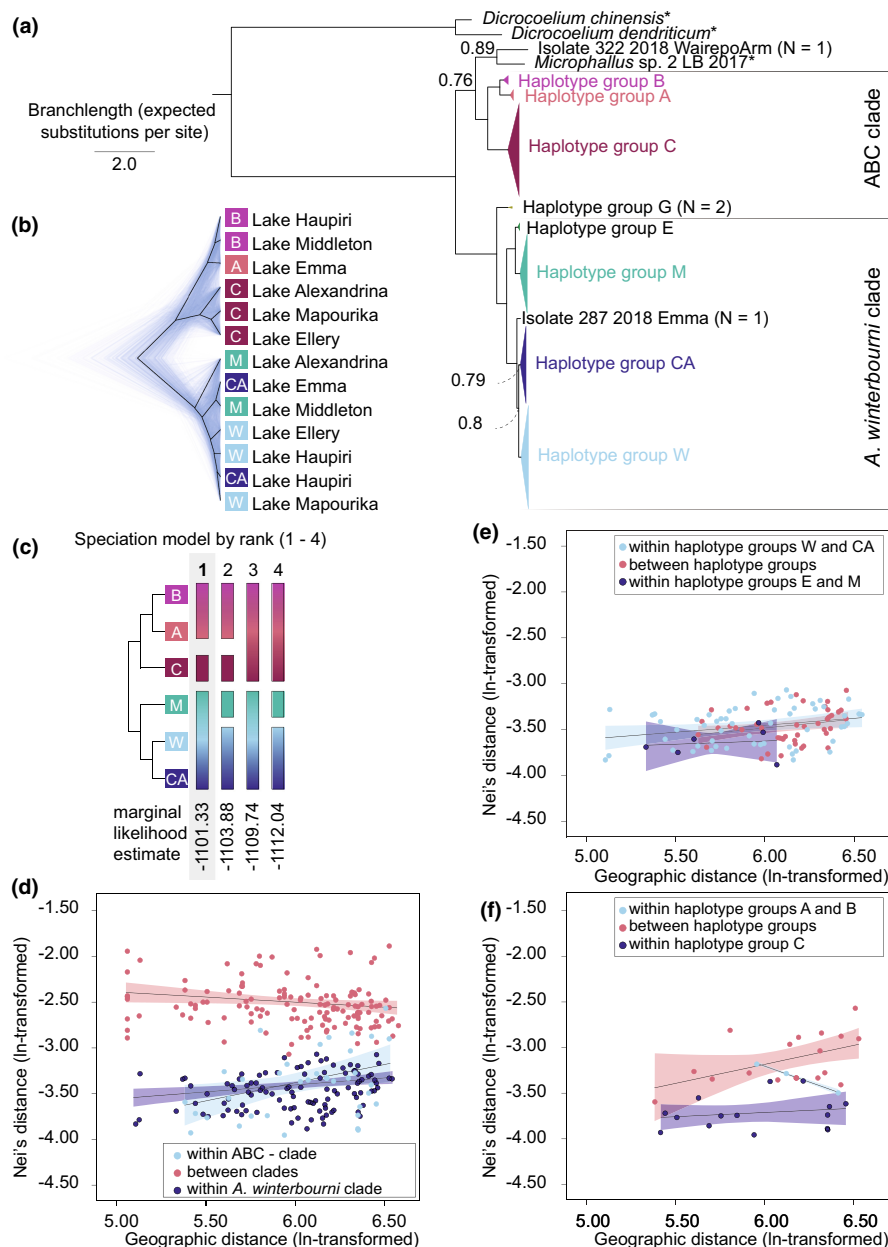 (a)
Dicrocoelium chinensis*
Dicrocoelium dendriticum*
0.89
Isolate 322 2018 WairepoArm (N = 1)
Microphallus sp. 2 LB 2017*
0.76
Haplotype group B
Haplotype group A
Haplotype group C
ABC clade
Branchlength (expected
substitutions per site)
2.0
Haplotype group G (N = 2)
Haplotype group E
Haplotype group M
Isolate 287 2018 Emma (N = 1)
Haplotype group CA
0.79
0.8
Haplotype group W
A. winterbourni clade
(b)
B Lake Haupiri
B Lake Middleton
A Lake Emma
C Lake Alexandrina
C Lake Mapourika
C Lake Ellery
M Lake Alexandrina
CA Lake Emma
M Lake Middleton
W Lake Ellery
W Lake Haupiri
CA Lake Haupiri
W Lake Mapourika
(c)
Speciation model by rank (1 - 4)
1 2 3 4
B
A
C
M
W
CA
marginal
likelihood
estimate
-1101.33
-1103.88
-1109.74
-1112.04
(d)
Nei's distance (ln-transformed)
-1.50
-2.00
-2.50
-3.00
-3.50
-4.00
-4.50
within ABC - clade
between clades
within A. winterbourni clade
5.00 5.50 6.00 6.50
Geographic distance (ln-transformed)
(e)
Nei's distance (ln-transformed)
-1.50
-2.00
-2.50
-3.00
-3.50
-4.00
-4.50
within haplotype groups W and CA
between haplotype groups
within haplotype groups E and M
5.00 5.50 6.00 6.50
Geographic distance (ln-transformed)
(f)
Nei's distance (ln-transformed)
-1.50
-2.00
-2.50
-3.00
-3.50
-4.00
-4.50
within haplotype groups A and B
between haplotype groups
within haplotype group C
5.00 5.50 6.00 6.50
Geographic distance (ln-transformed)